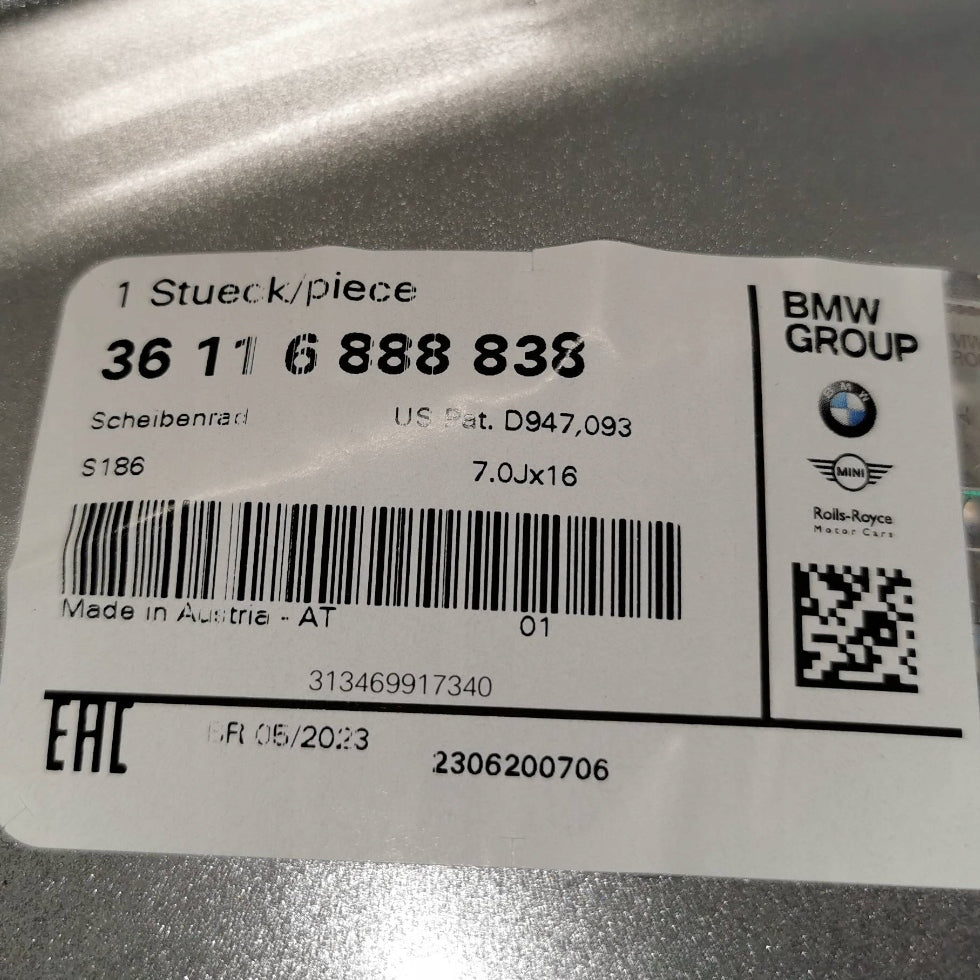 1 Stueck/piece
36 11 6 888 838
Scheibenrad US Pat. D947,093
S186 7.0Jx16
Made in Austria - AT 01
313469917340
EAC
05/2023 2306200706
BMW
GROUP
BMW
MINI
Rolls-Royce
Motor Cars